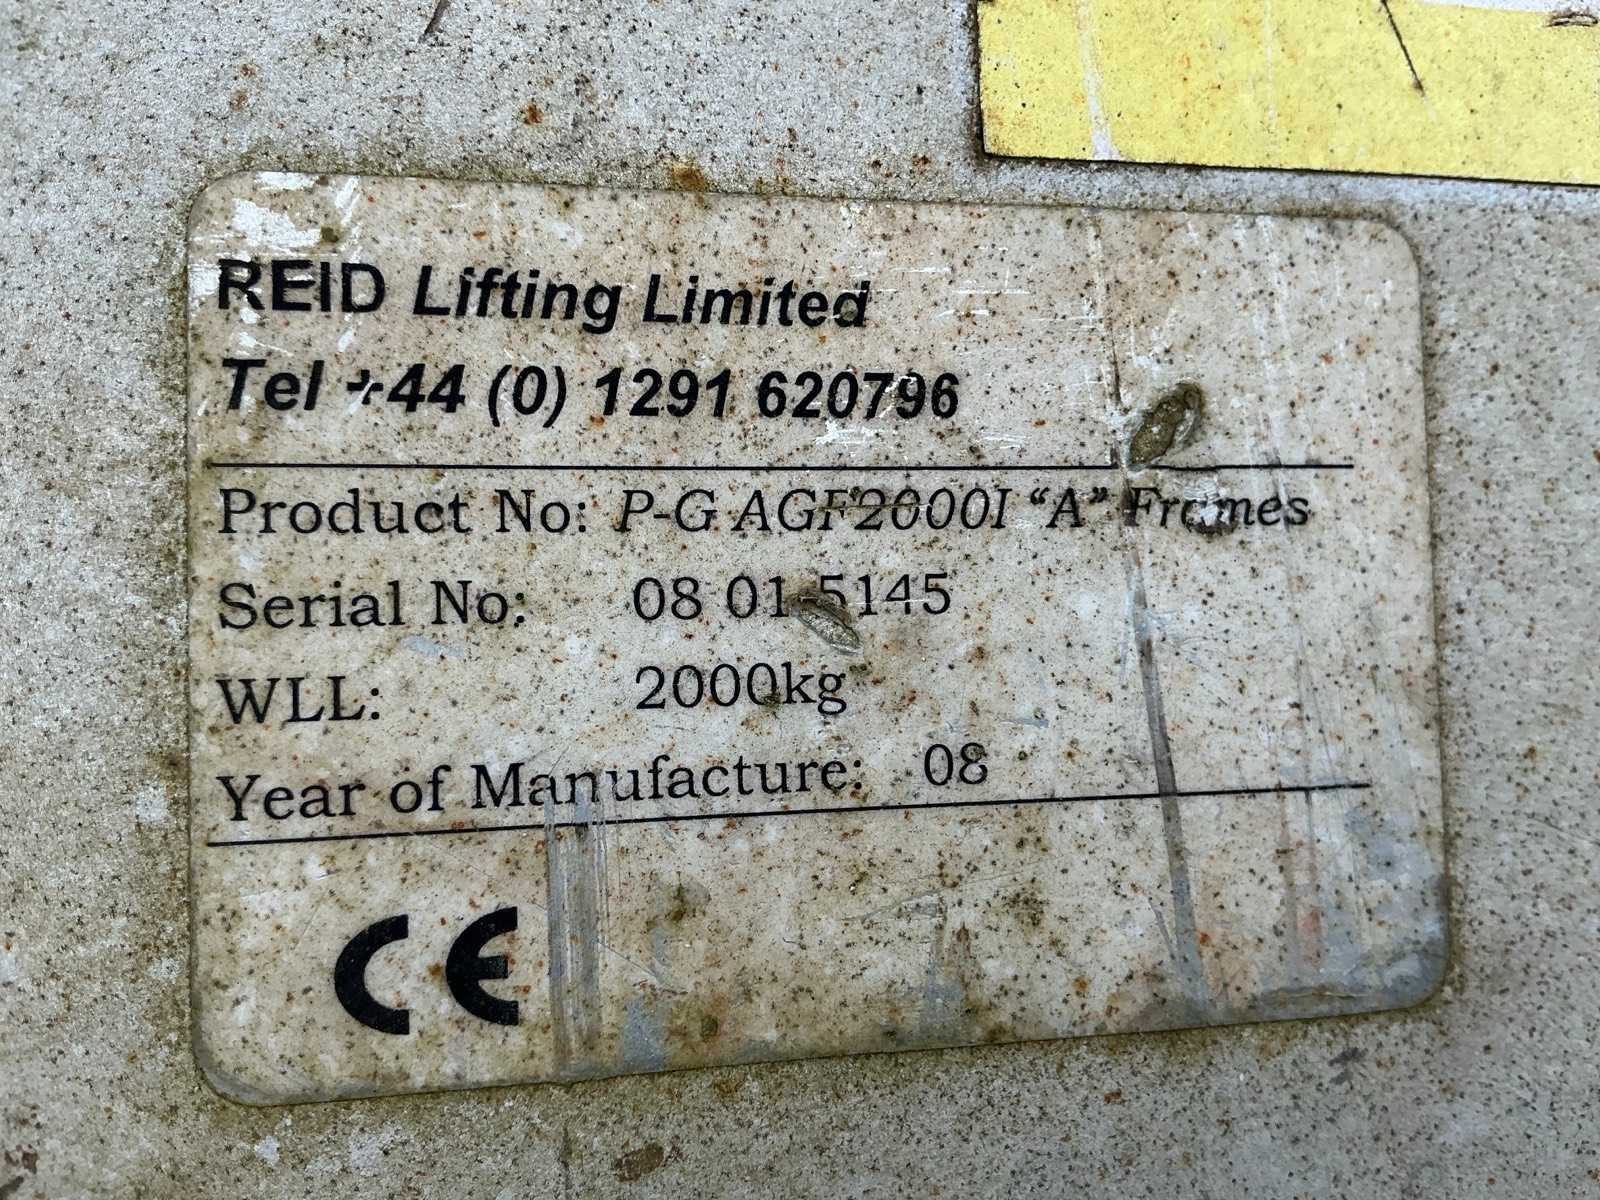 REID Lifting Limited
Tel +44 (0) 1291 620796
Product No: P-G AGF2000I "A" Frames
Serial No: 08 01 5145
WLL: 2000kg
Year of Manufacture: 08
CE